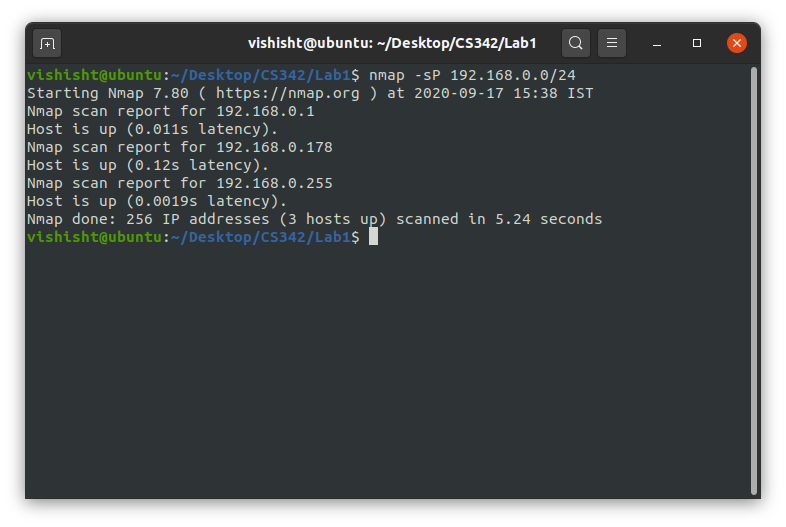 vishisht@ubuntu: ~/Desktop/CS342/Lab1
vishisht@ubuntu:~/Desktop/CS342/Lab1$ nmap -sP 192.168.0.0/24
Starting Nmap 7.80 ( https://nmap.org ) at 2020-09-17 15:38 IST
Nmap scan report for 192.168.0.1
Host is up (0.011s latency).
Nmap scan report for 192.168.0.178
Host is up (0.12s latency).
Nmap scan report for 192.168.0.255
Host is up (0.0019s latency).
Nmap done: 256 IP addresses (3 hosts up) scanned in 5.24 seconds
vishisht@ubuntu:~/Desktop/CS342/Lab1$